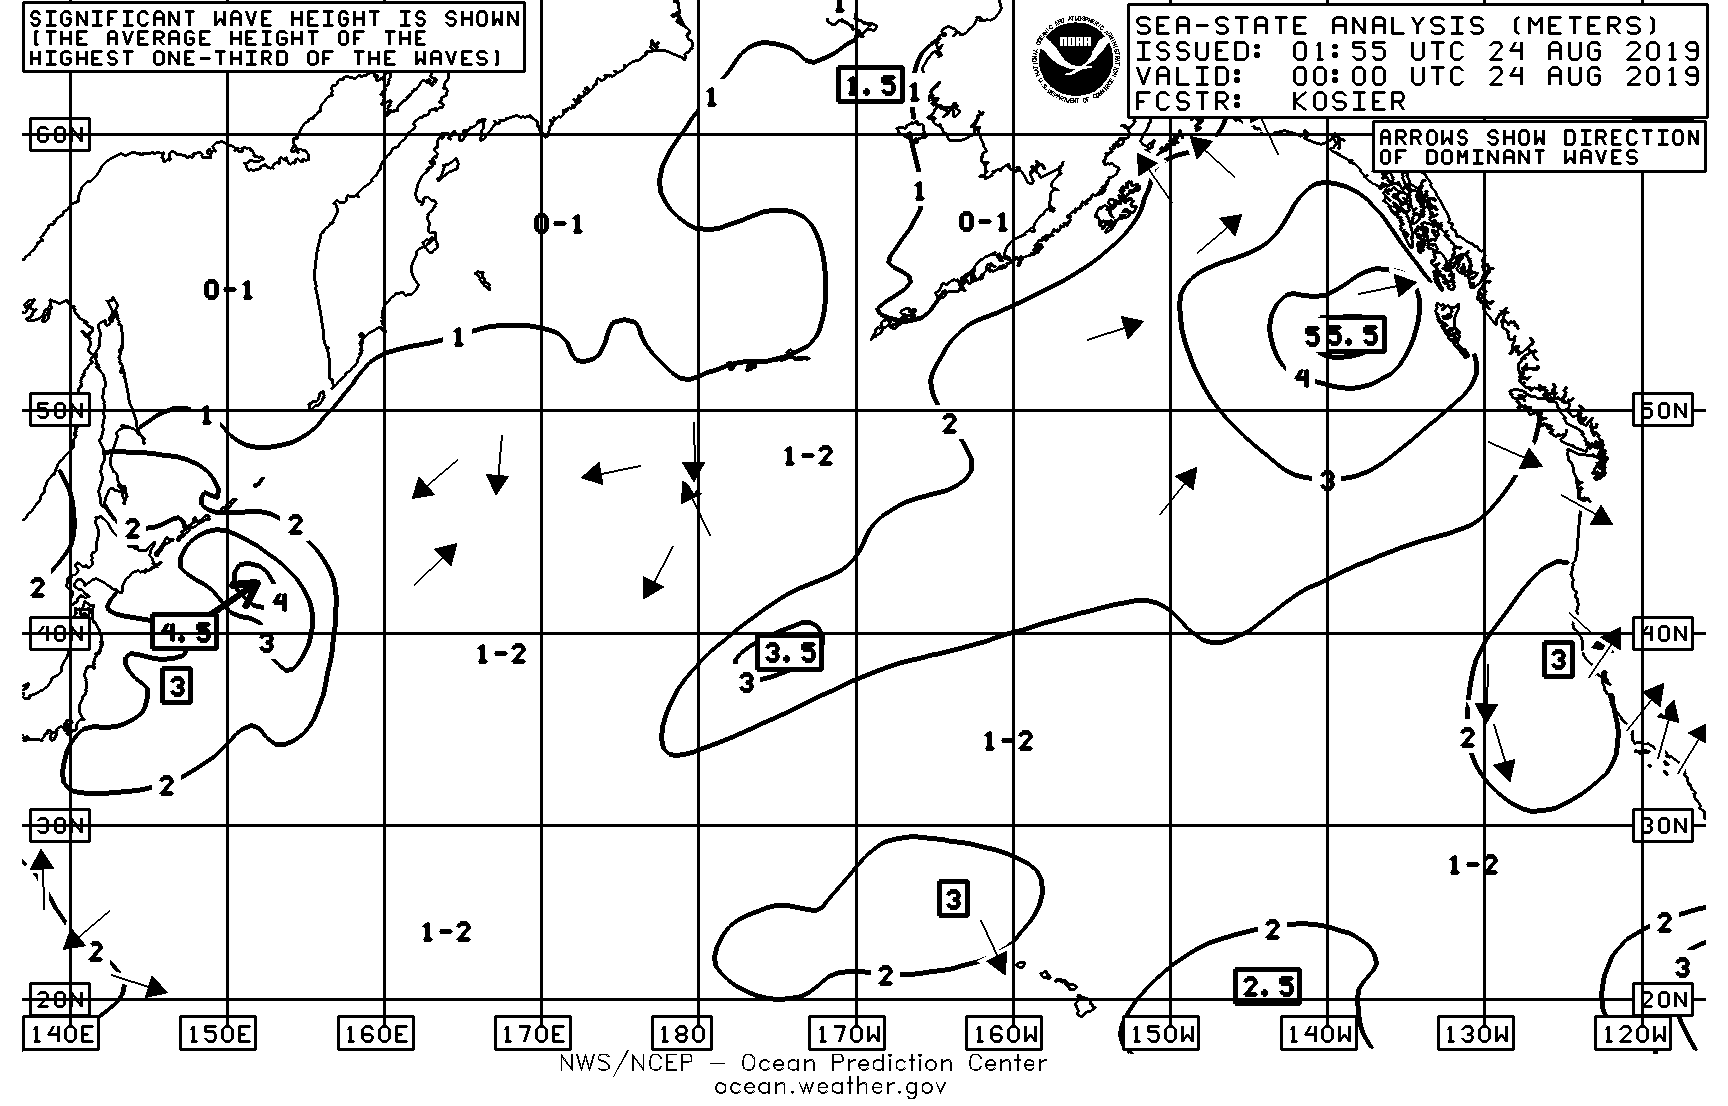 SIGNIFICANT WAVE HEIGHT IS SHOWN
(THE AVERAGE HEIGHT OF THE
HIGHEST ONE-THIRD OF THE WAVES)
NOAA
SEA-STATE ANALYSIS (METERS)
ISSUED: 01:55 UTC 24 AUG 2019
VALID: 00:00 UTC 24 AUG 2019
FCSTR: KOSIER
ARROWS SHOW DIRECTION
OF DOMINANT WAVES
1
1 1.5 1
60N
1
0-1 0-1
0-1
1 5 5.5
4
50N 1 2 50N
1-2
3
2 2
2
4
4.5 3
40N 1-2 3.5 40N
3 3 3
1-2 2
2
30N 30N
1-2
3
1-2 2 2
2
2 3
2.5
20N 20N
140E 150E 160E 170E 180 170W 160W 150W 140W 130W 120W
NWS/NCEP – Ocean Prediction Center
ocean.weather.gov